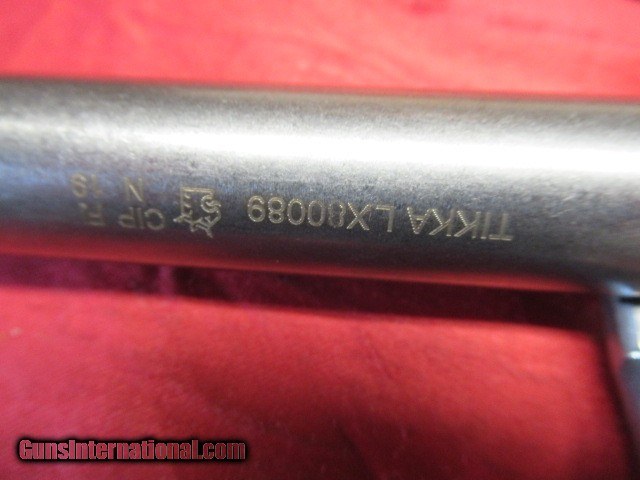 TIKKA LX80089
CIP
N
GunsInternational.com